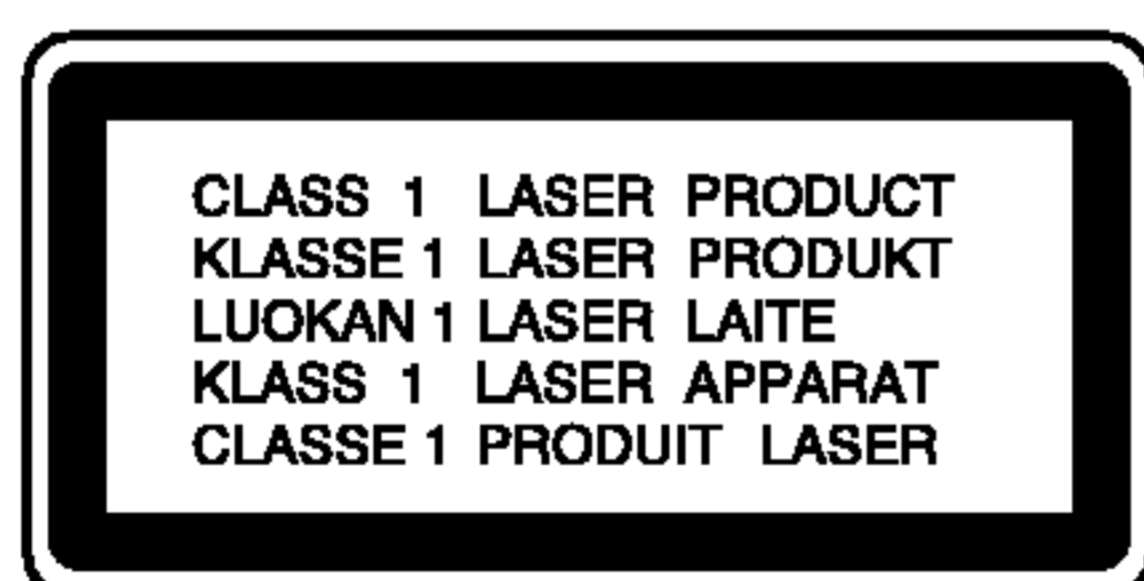 CLASS 1 LASER PRODUCT
KLASSE 1 LASER PRODUKT
LUOKAN 1 LASER LAITE
KLASS 1 LASER APPARAT
CLASSE 1 PRODUIT LASER